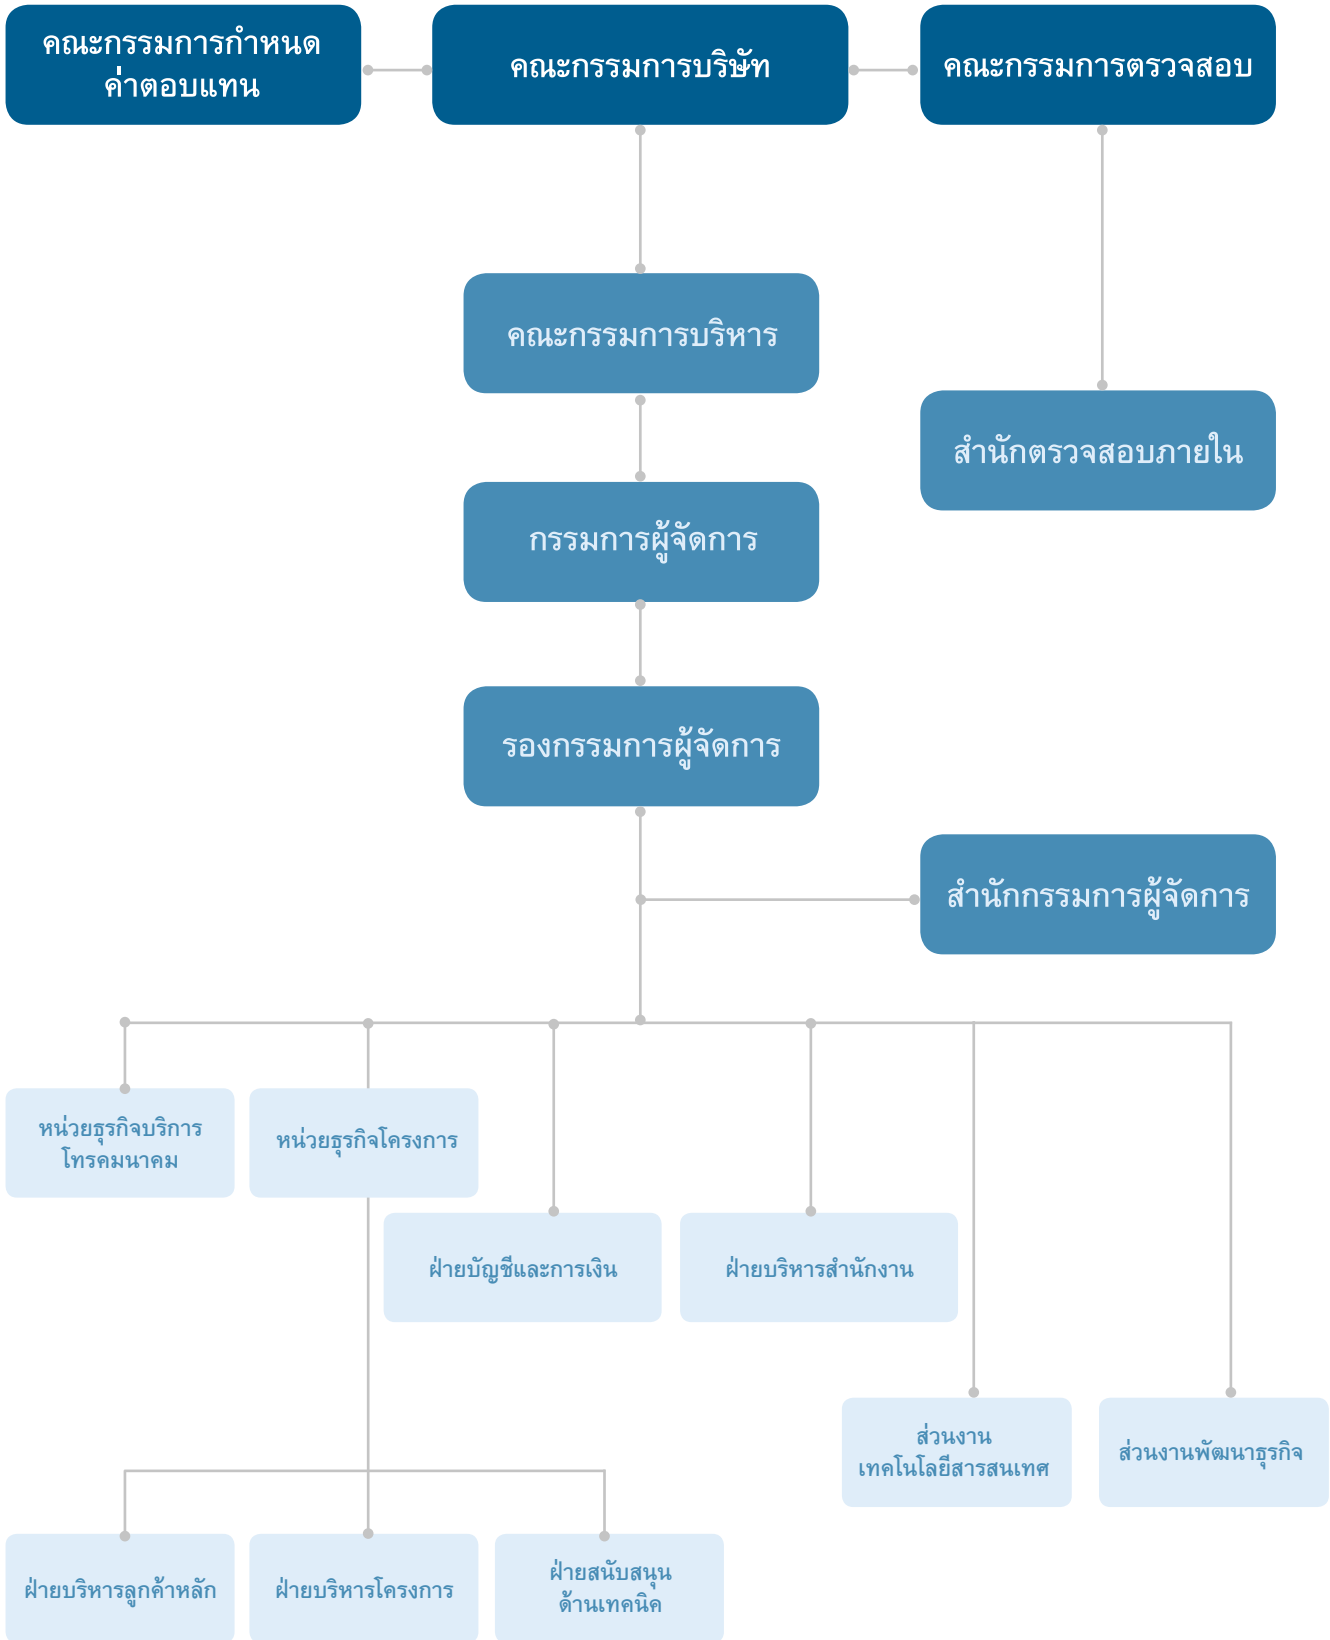 คณะกรรมการกำหนด
ค่าตอบแทน
คณะกรรมการบริษัท
คณะกรรมการตรวจสอบ
คณะกรรมการบริหาร
สำนักตรวจสอบภายใน
กรรมการผู้จัดการ
รองกรรมการผู้จัดการ
สำนักกรรมการผู้จัดการ
หน่วยธุรกิจบริการ
โทรคมนาคม
หน่วยธุรกิจโครงการ
ฝ่ายบัญชีและการเงิน
ฝ่ายบริหารสำนักงาน
ส่วนงาน
เทคโนโลยีสารสนเทศ
ส่วนงานพัฒนาธุรกิจ
ฝ่ายบริหารลูกค้าหลัก
ฝ่ายบริหารโครงการ
ฝ่ายสนับสนุน
ด้านเทคนิค